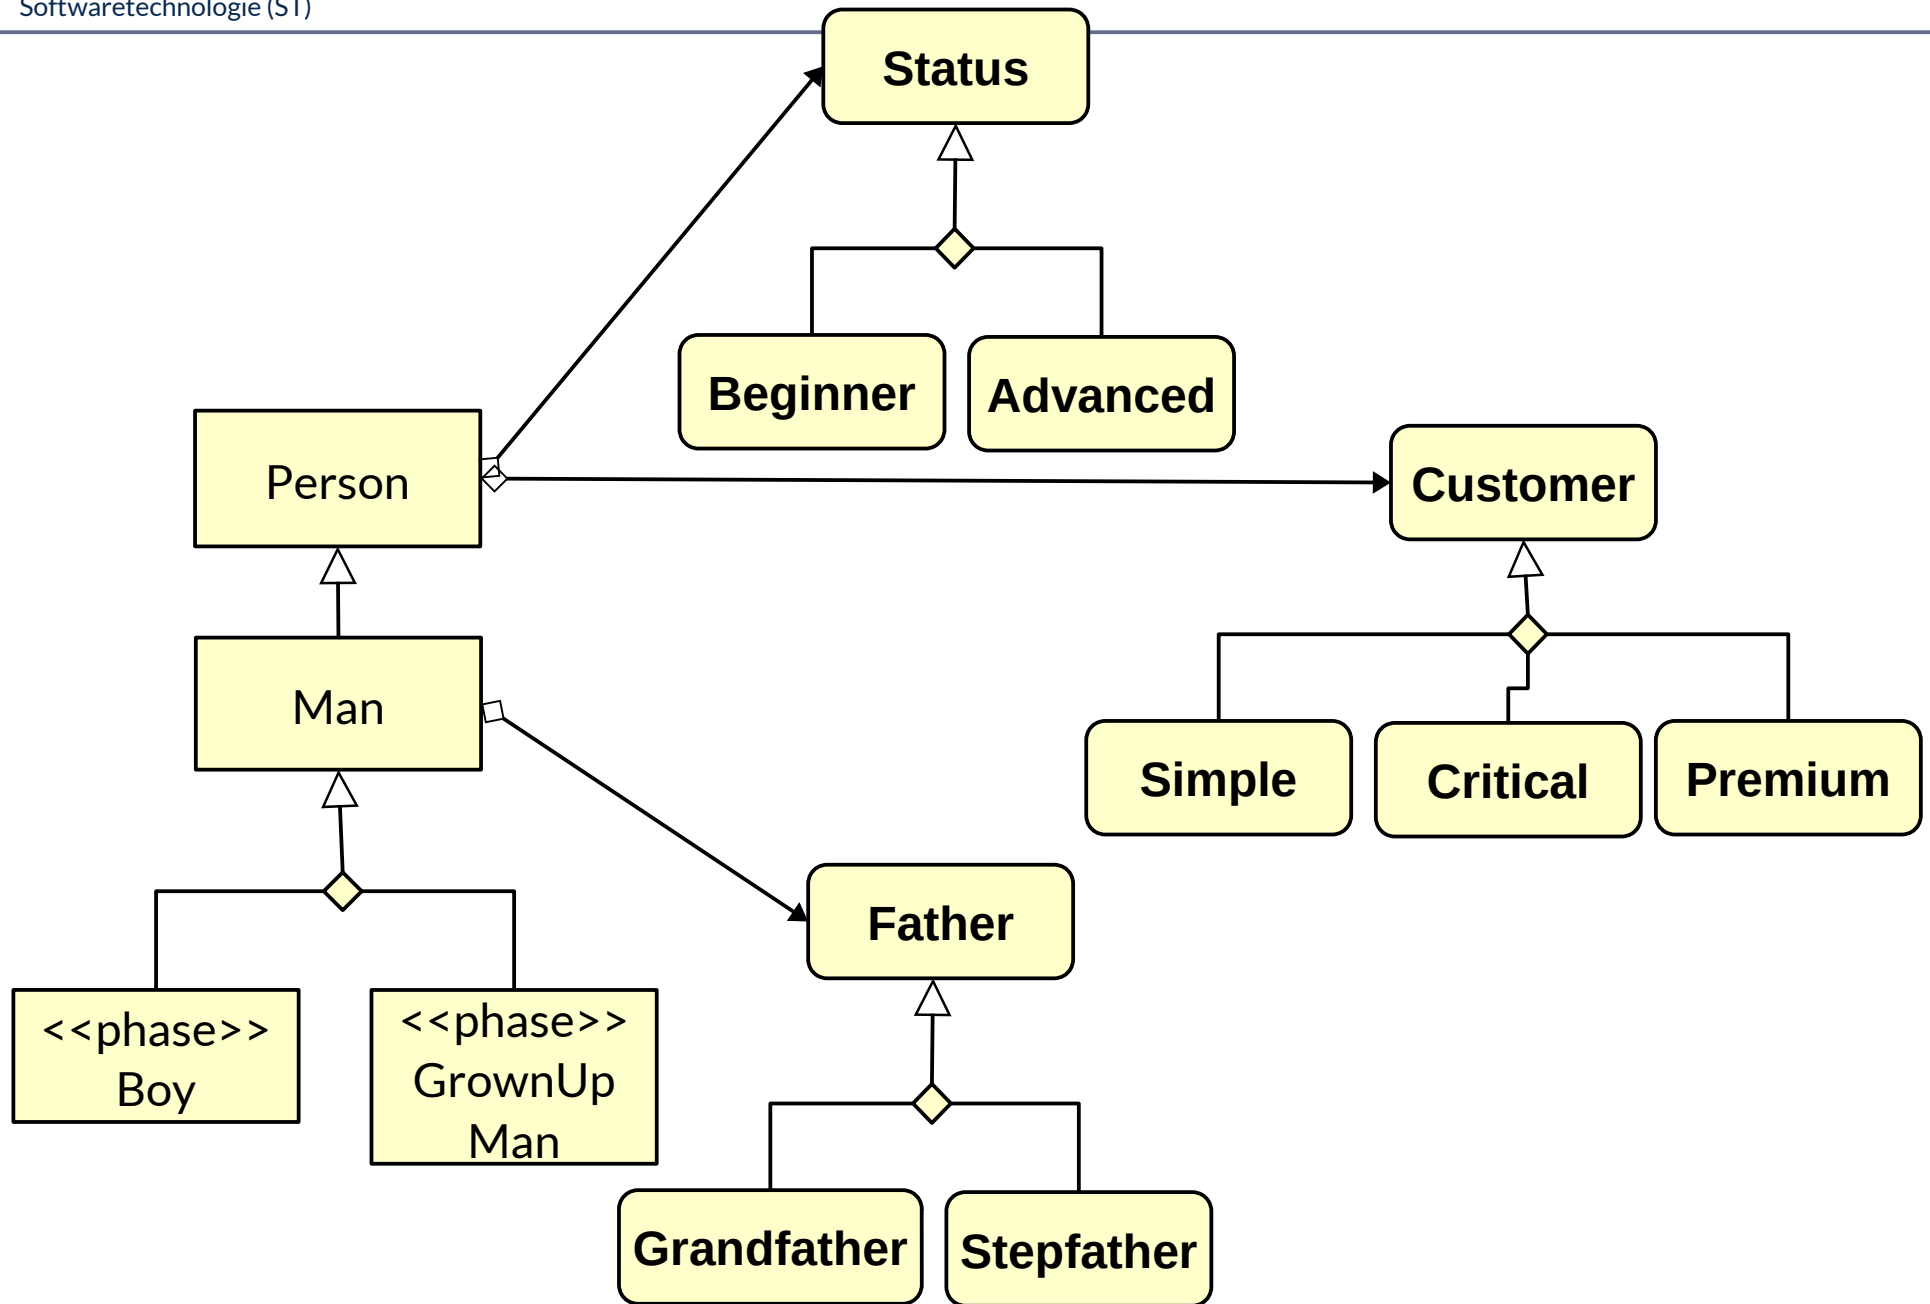 Softwaretechnologie (ST)
Status
Beginner
Advanced
Person
Customer
Man
Simple
Critical
Premium
Father
<<phase>>
Boy
<<phase>>
GrownUp
Man
Grandfather
Stepfather